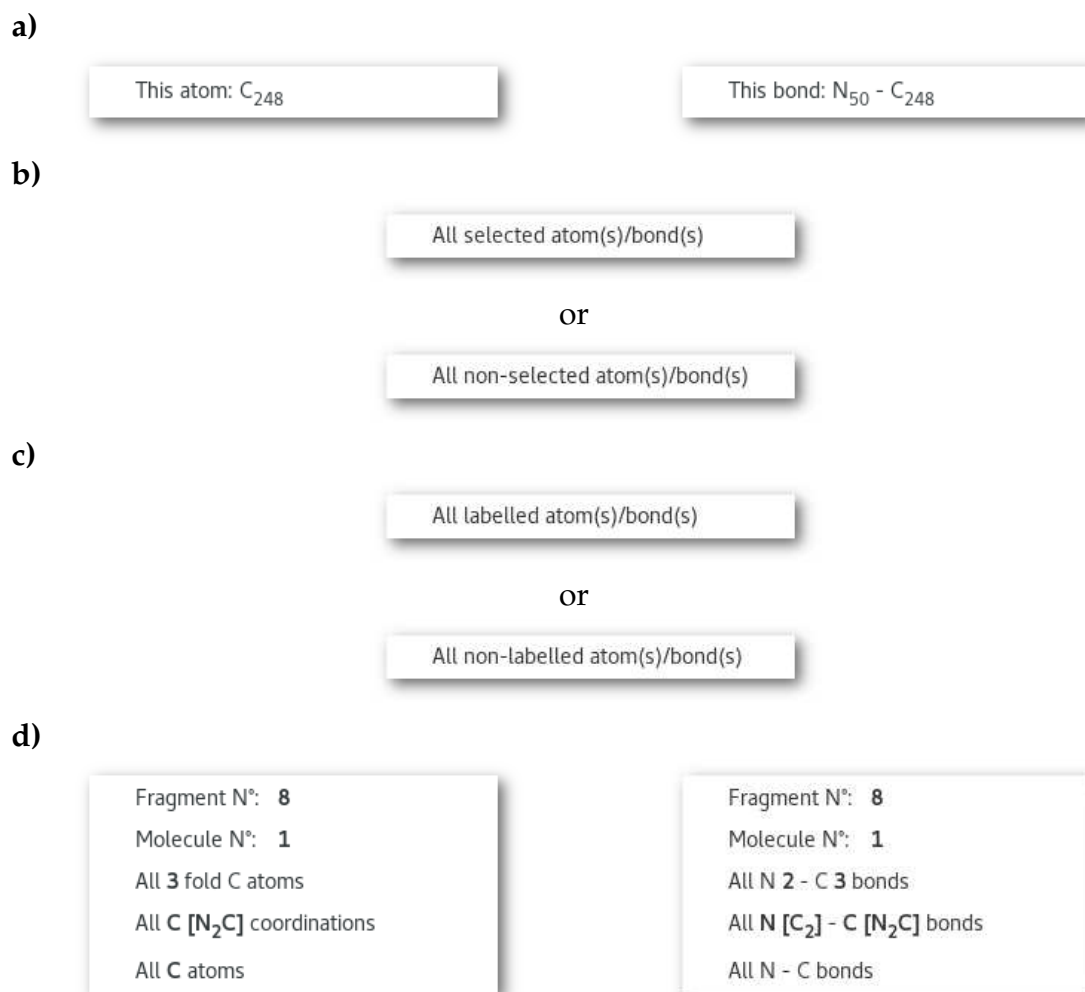 a)
This atom: C₂₄₈
This bond: N₅₀ - C₂₄₈
b)
All selected atom(s)/bond(s)
or
All non-selected atom(s)/bond(s)
c)
All labelled atom(s)/bond(s)
or
All non-labelled atom(s)/bond(s)
d)
Fragment N°: 8
Molecule N°: 1
All 3 fold C atoms
All C [N₂C] coordinations
All C atoms
Fragment N°: 8
Molecule N°: 1
All N 2 - C 3 bonds
All N [C₂] - C [N₂C] bonds
All N - C bonds